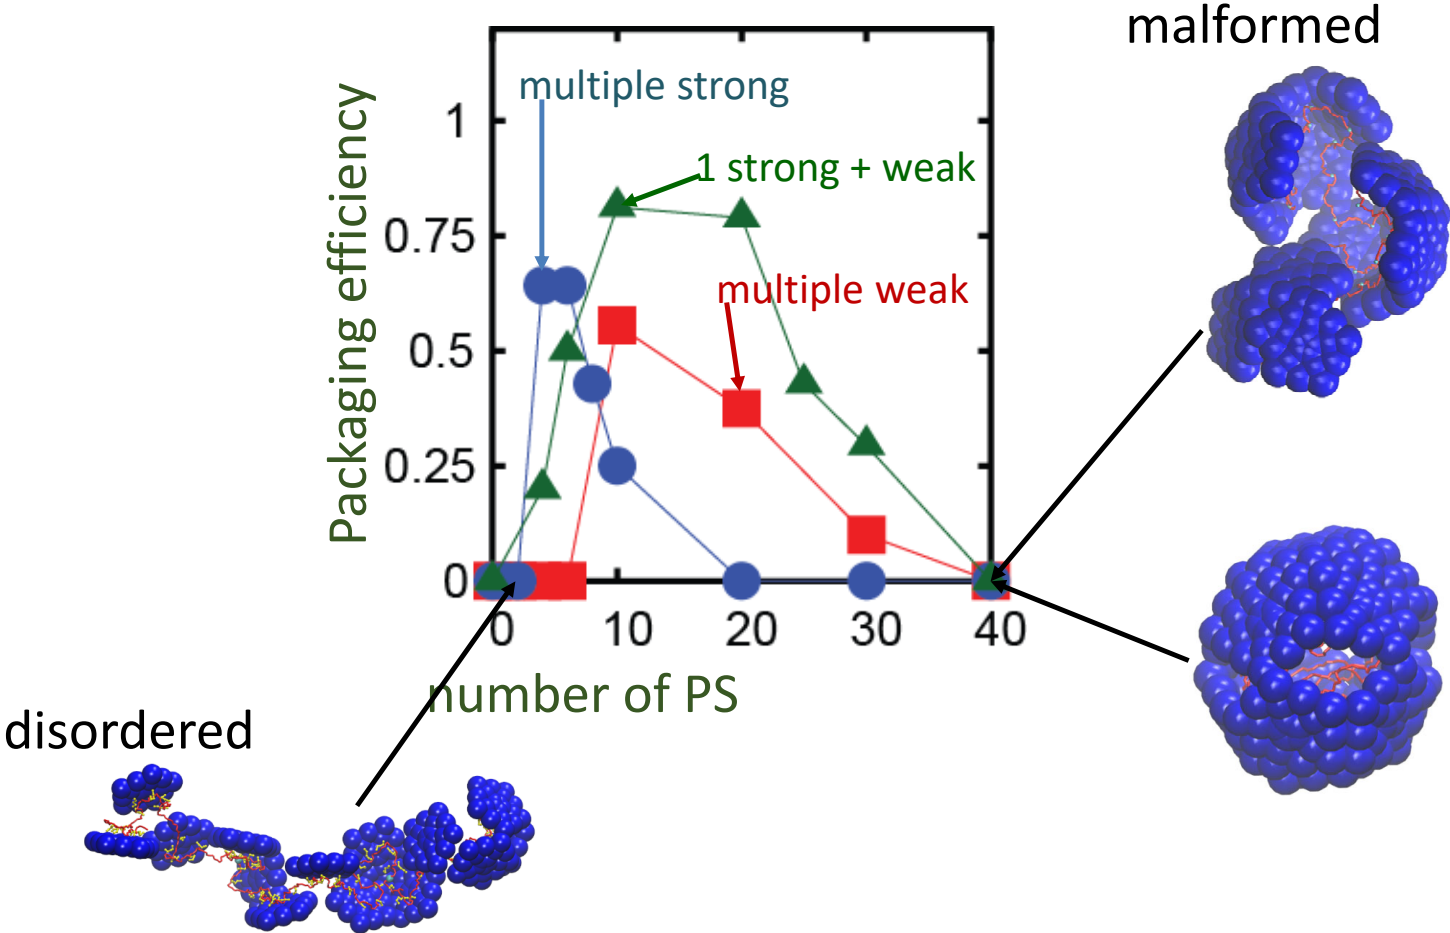 malformed
multiple strong
1
1 strong + weak
0.75
multiple weak
0.5
0.25
0
0 10 20 30 40
Packaging efficiency
number of PS
disordered